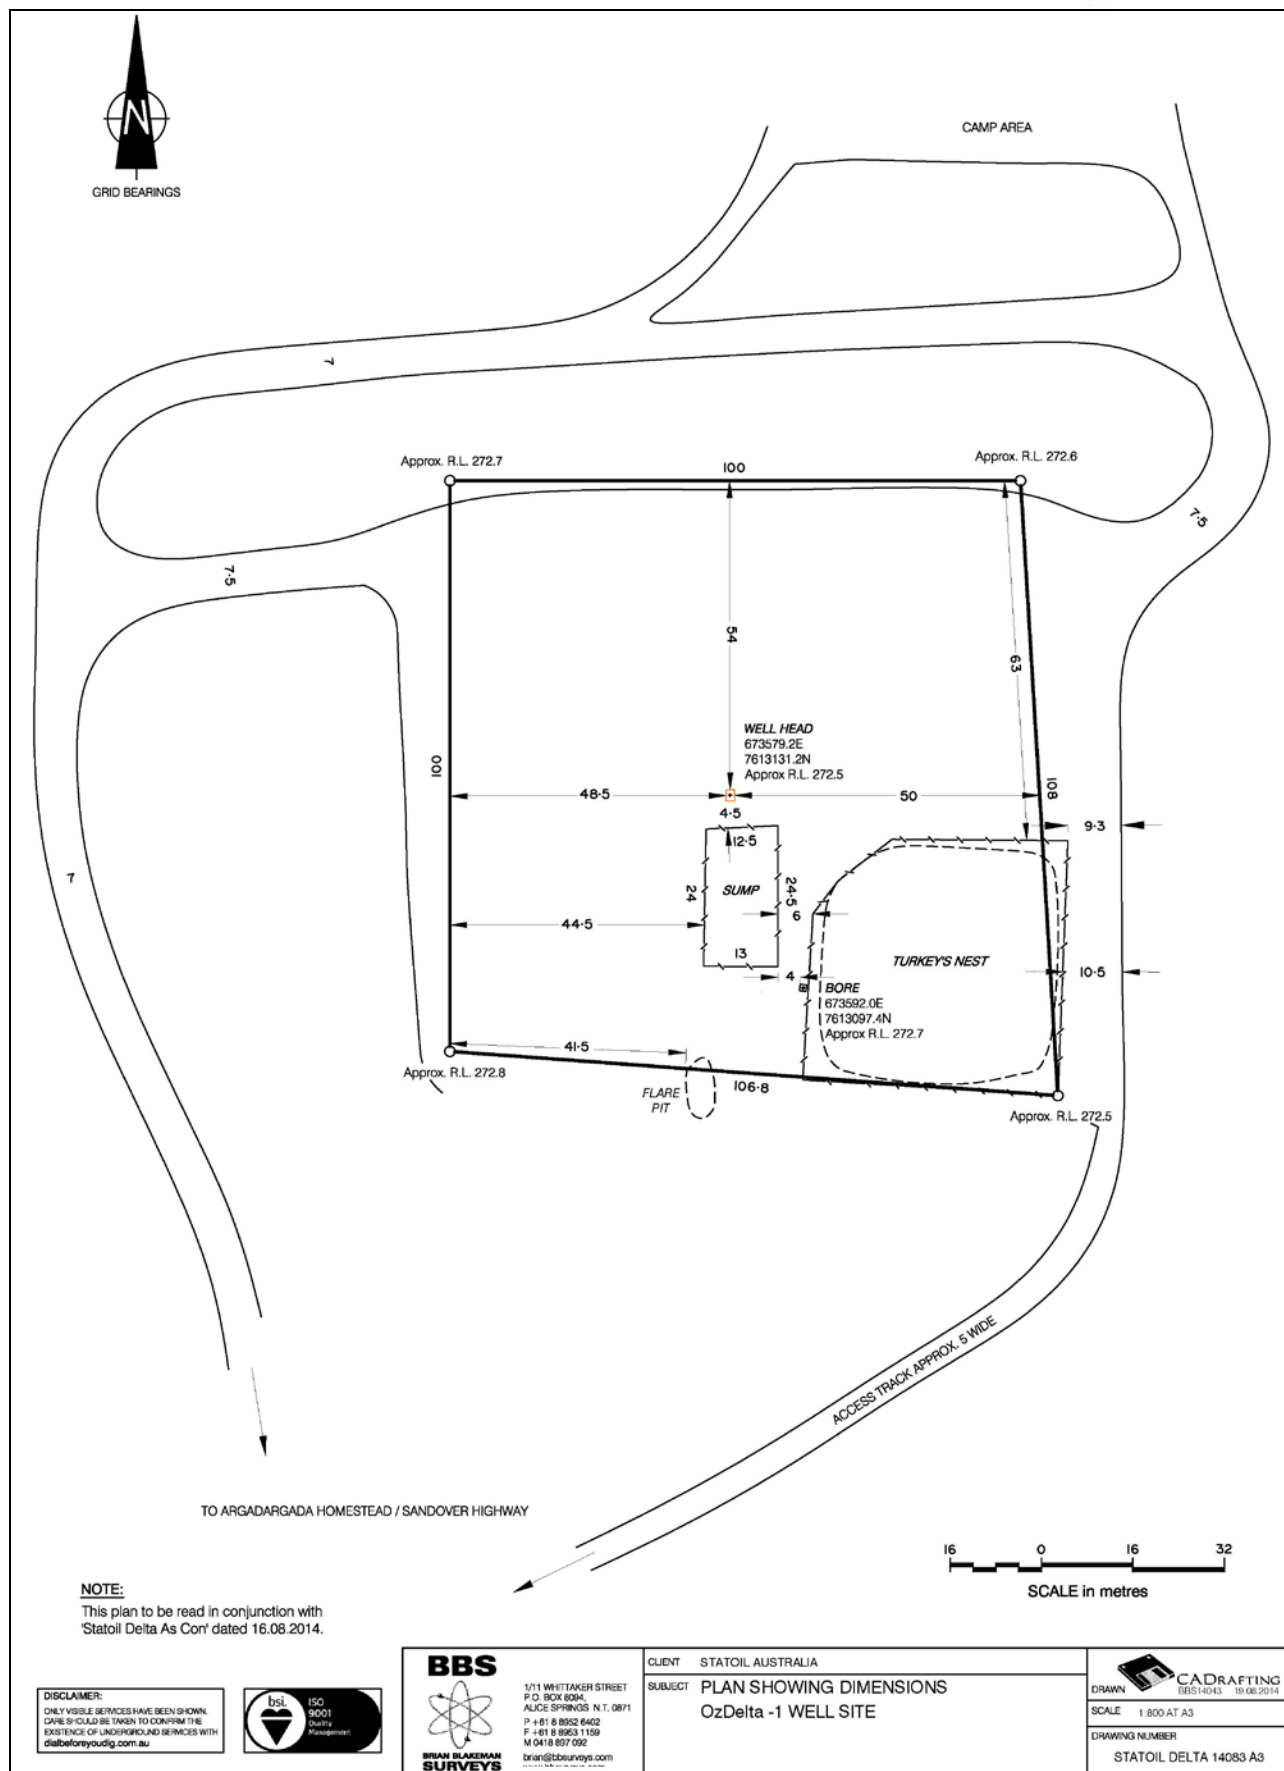 N
GRID BEARINGS
CAMP AREA
7
Approx. R.L. 272.7
100
Approx. R.L. 272.6
7·5
7·5
54
63
WELL HEAD
673579.2E
7613131.2N
Approx R.L. 272.5
100
48·5
50
108
4·5
12·5
9·3
7
24
SUMP
24·5
6
44·5
13
4
TURKEY'S NEST
10·5
BORE
673592.0E
7613097.4N
Approx R.L. 272.7
41·5
Approx. R.L. 272.8
FLARE
PIT
106·8
Approx. R.L. 272.5
ACCESS TRACK APPROX. 5 WIDE
TO ARGADARGADA HOMESTEAD / SANDOVER HIGHWAY
16 0 16 32
SCALE in metres
NOTE:
This plan to be read in conjunction with
'Statoil Delta As Con' dated 16.08.2014.
DISCLAIMER:
ONLY VISIBLE SERVICES HAVE BEEN SHOWN.
CARE SHOULD BE TAKEN TO CONFIRM THE
EXISTENCE OF UNDERGROUND SERVICES WITH
dialbeforeyoudig.com.au
bsi.
ISO
9001
Quality
Management
BBS
BRIAN BLAKEMAN
SURVEYS
1/11 WHITTAKER STREET
P.O. BOX 8094,
ALICE SPRINGS N.T. 0871
P +61 8 8952 6402
F +61 8 8953 1159
M 0418 897 092
brian@bbsurveys.com
CLIENT STATOIL AUSTRALIA
SUBJECT PLAN SHOWING DIMENSIONS
OzDelta -1 WELL SITE
DRAWN CADRAFTING
BBS14043 19.08.2014
SCALE 1:800 AT A3
DRAWING NUMBER
STATOIL DELTA 14083 A3